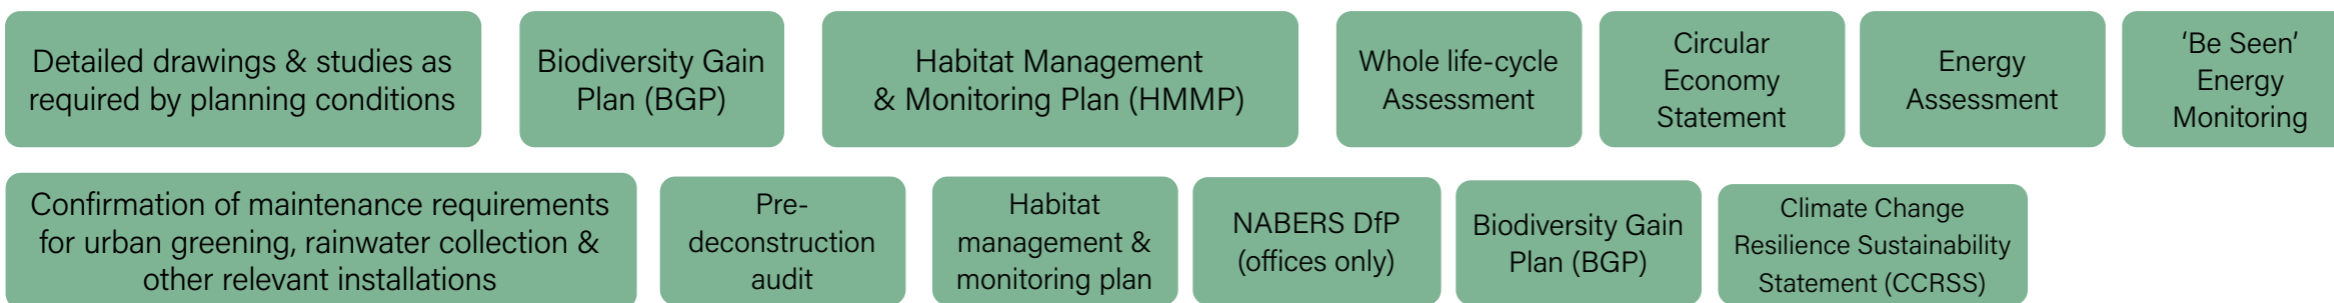 Detailed drawings & studies as
required by planning conditions
Biodiversity Gain
Plan (BGP)
Habitat Management
& Monitoring Plan (HMMP)
Whole life-cycle
Assessment
Circular
Economy
Statement
Energy
Assessment
‘Be Seen’
Energy
Monitoring
Confirmation of maintenance requirements
for urban greening, rainwater collection &
other relevant installations
Pre-
deconstruction
audit
Habitat
management &
monitoring plan
NABERS DfP
(offices only)
Biodiversity Gain
Plan (BGP)
Climate Change
Resilience Sustainability
Statement (CCRSS)